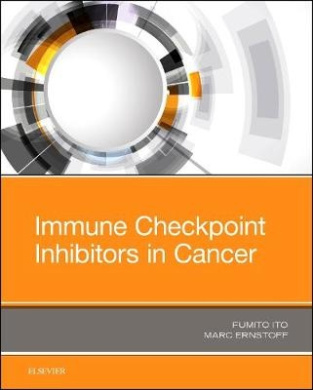 Immune Checkpoint
Inhibitors in Cancer
FUMITO ITO
MARC ERNSTOFF
ELSEVIER